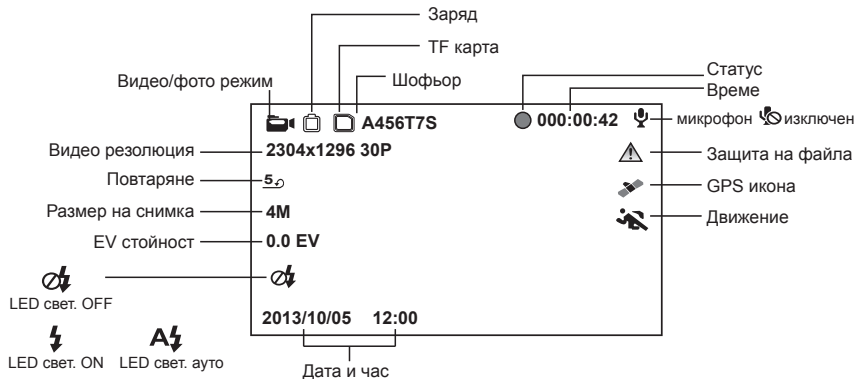 Заряд
TF карта
Видео/фото режим
Шофьор
Статус
Време
A456T7S
000:00:42
микрофон
изключен
Видео резолюция
2304x1296 30P
Защита на файла
Повтаряне
5
GPS икона
Размер на снимка
4M
Движение
EV стойност
0.0 EV
LED свет. OFF
2013/10/05 12:00
A
LED свет. ON
LED свет. ауто
Дата и час